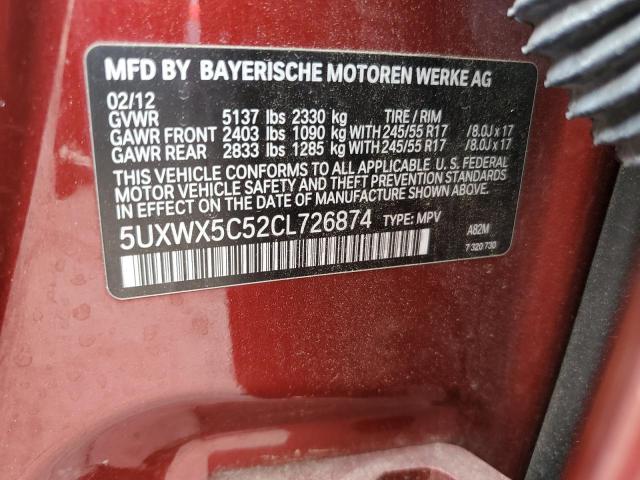 MFD BY BAYERISCHE MOTOREN WERKE AG
02/12
GVWR 5137 lbs 2330 kg TIRE / RIM
GAWR FRONT 2403 lbs 1090 kg WITH 245/55 R17 /8.0J x 17
GAWR REAR 2833 lbs 1285 kg WITH 245/55 R17 /8.0J x 17
THIS VEHICLE CONFORMS TO ALL APPLICABLE U. S. FEDERAL
MOTOR VEHICLE SAFETY AND THEFT PREVENTION STANDARDS
IN EFFECT ON THE DATE OF MANUFACTURE SHOWN ABOVE.
5UXWX5C52CL726874 TYPE: MPV A82M
7 320 730